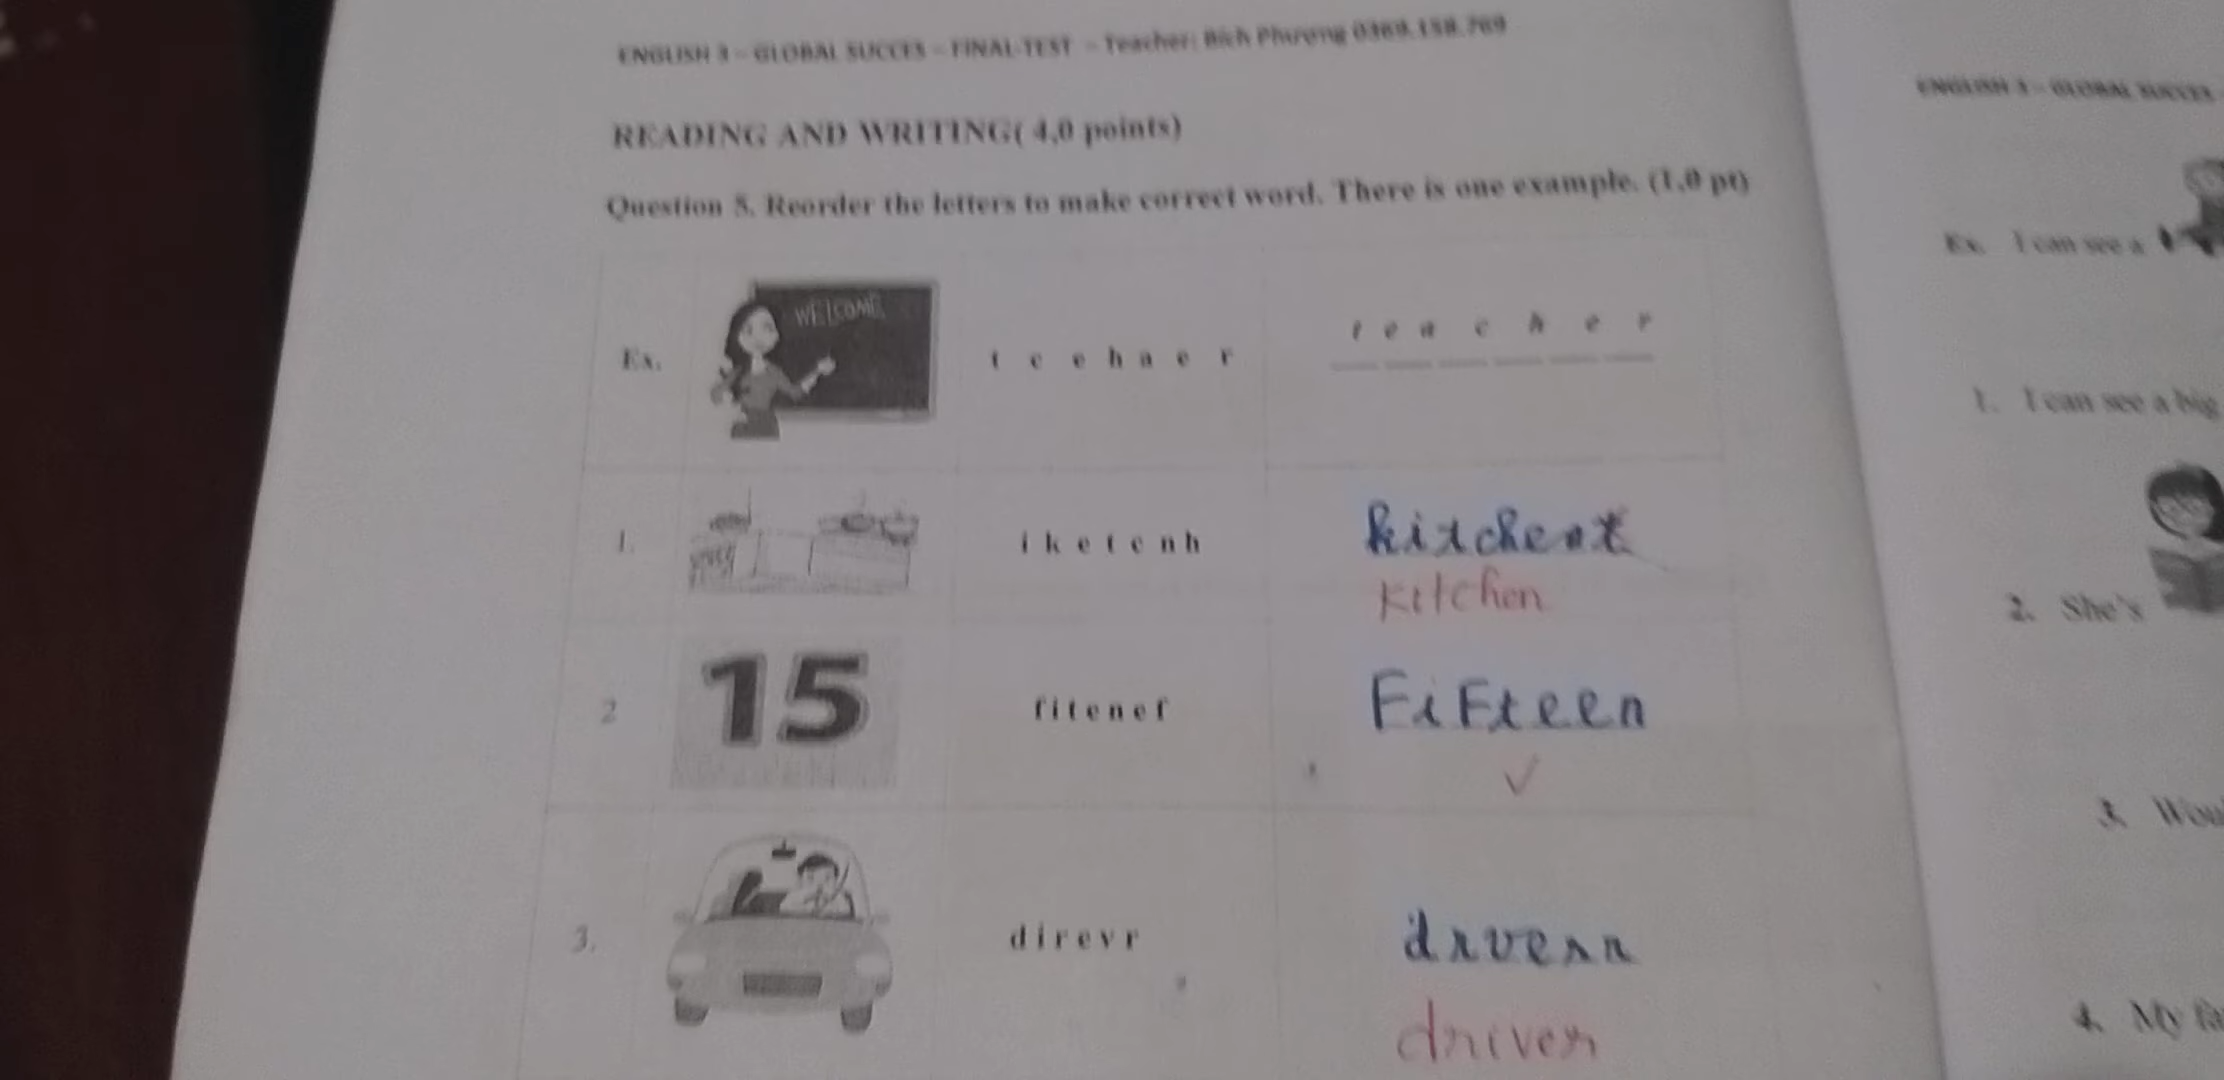 ENGLISH 3 - GLOBAL SUCCES - FINAL-TEST - Teacher: Bích Phượng 0369.158.769
READING AND WRITING( 4,0 points)
Question 5. Reorder the letters to make correct word. There is one example. (1,0 pt)
Ex.
WELCOME
t c e h a e r
t e a c h e r
1.
i k e t c n h
kitchent
Kitchen
2
15
f i t e n e f
FiFteen
3.
d i r e v r
driver
ENGLISH 3 - GLOBAL SUCCES
Ex. I can see a
1. I can see a big
2. She's
3.
4. My